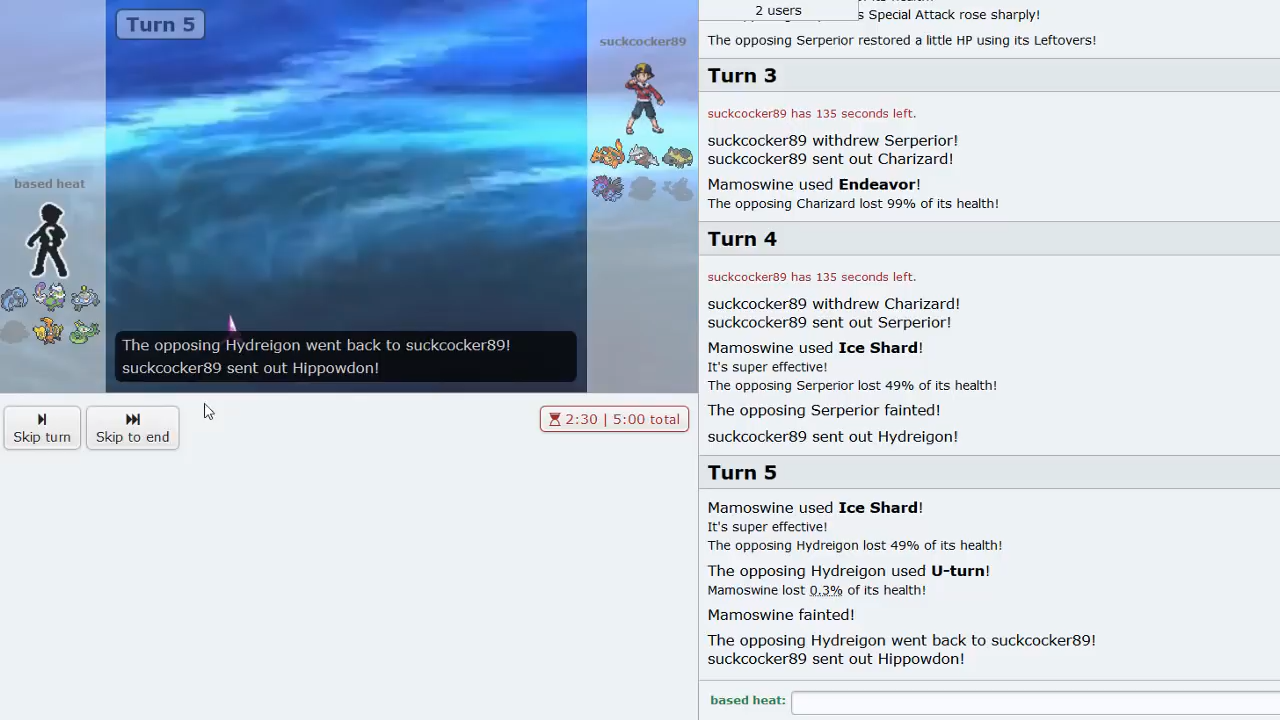 Turn 5
suckcocker89
based heat
The opposing Hydreigon went back to suckcocker89!
suckcocker89 sent out Hippowdon!
Skip turn
Skip to end
2:30 | 5:00 total
2 users
s Special Attack rose sharply!
The opposing Serperior restored a little HP using its Leftovers!
Turn 3
suckcocker89 has 135 seconds left.
suckcocker89 withdrew Serperior!
suckcocker89 sent out Charizard!
Mamoswine used Endeavor!
The opposing Charizard lost 99% of its health!
Turn 4
suckcocker89 has 135 seconds left.
suckcocker89 withdrew Charizard!
suckcocker89 sent out Serperior!
Mamoswine used Ice Shard!
It's super effective!
The opposing Serperior lost 49% of its health!
The opposing Serperior fainted!
suckcocker89 sent out Hydreigon!
Turn 5
Mamoswine used Ice Shard!
It's super effective!
The opposing Hydreigon lost 49% of its health!
The opposing Hydreigon used U-turn!
Mamoswine lost 0.3% of its health!
Mamoswine fainted!
The opposing Hydreigon went back to suckcocker89!
suckcocker89 sent out Hippowdon!
based heat: